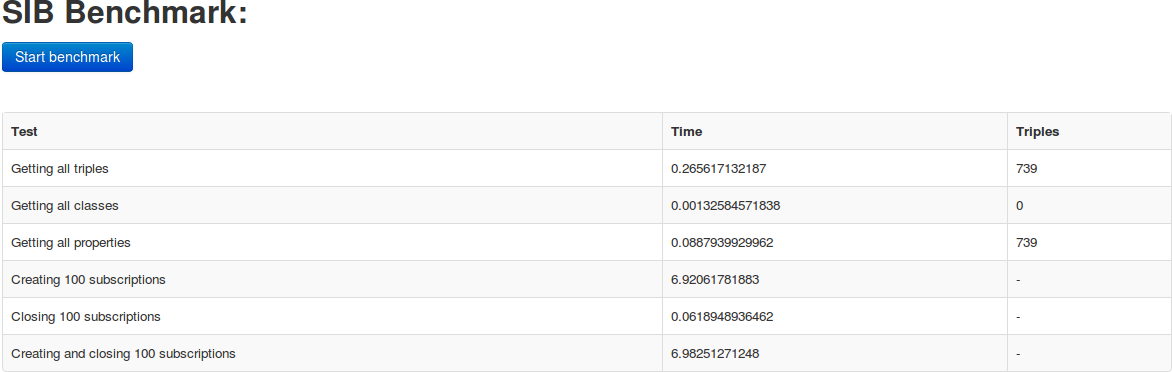 SIB Benchmark:
Start benchmark
Test Time Triples
Getting all triples 0.265617132187 739
Getting all classes 0.00132584571838 0
Getting all properties 0.0887939929962 739
Creating 100 subscriptions 6.92061781883 -
Closing 100 subscriptions 0.0618948936462 -
Creating and closing 100 subscriptions 6.98251271248 -